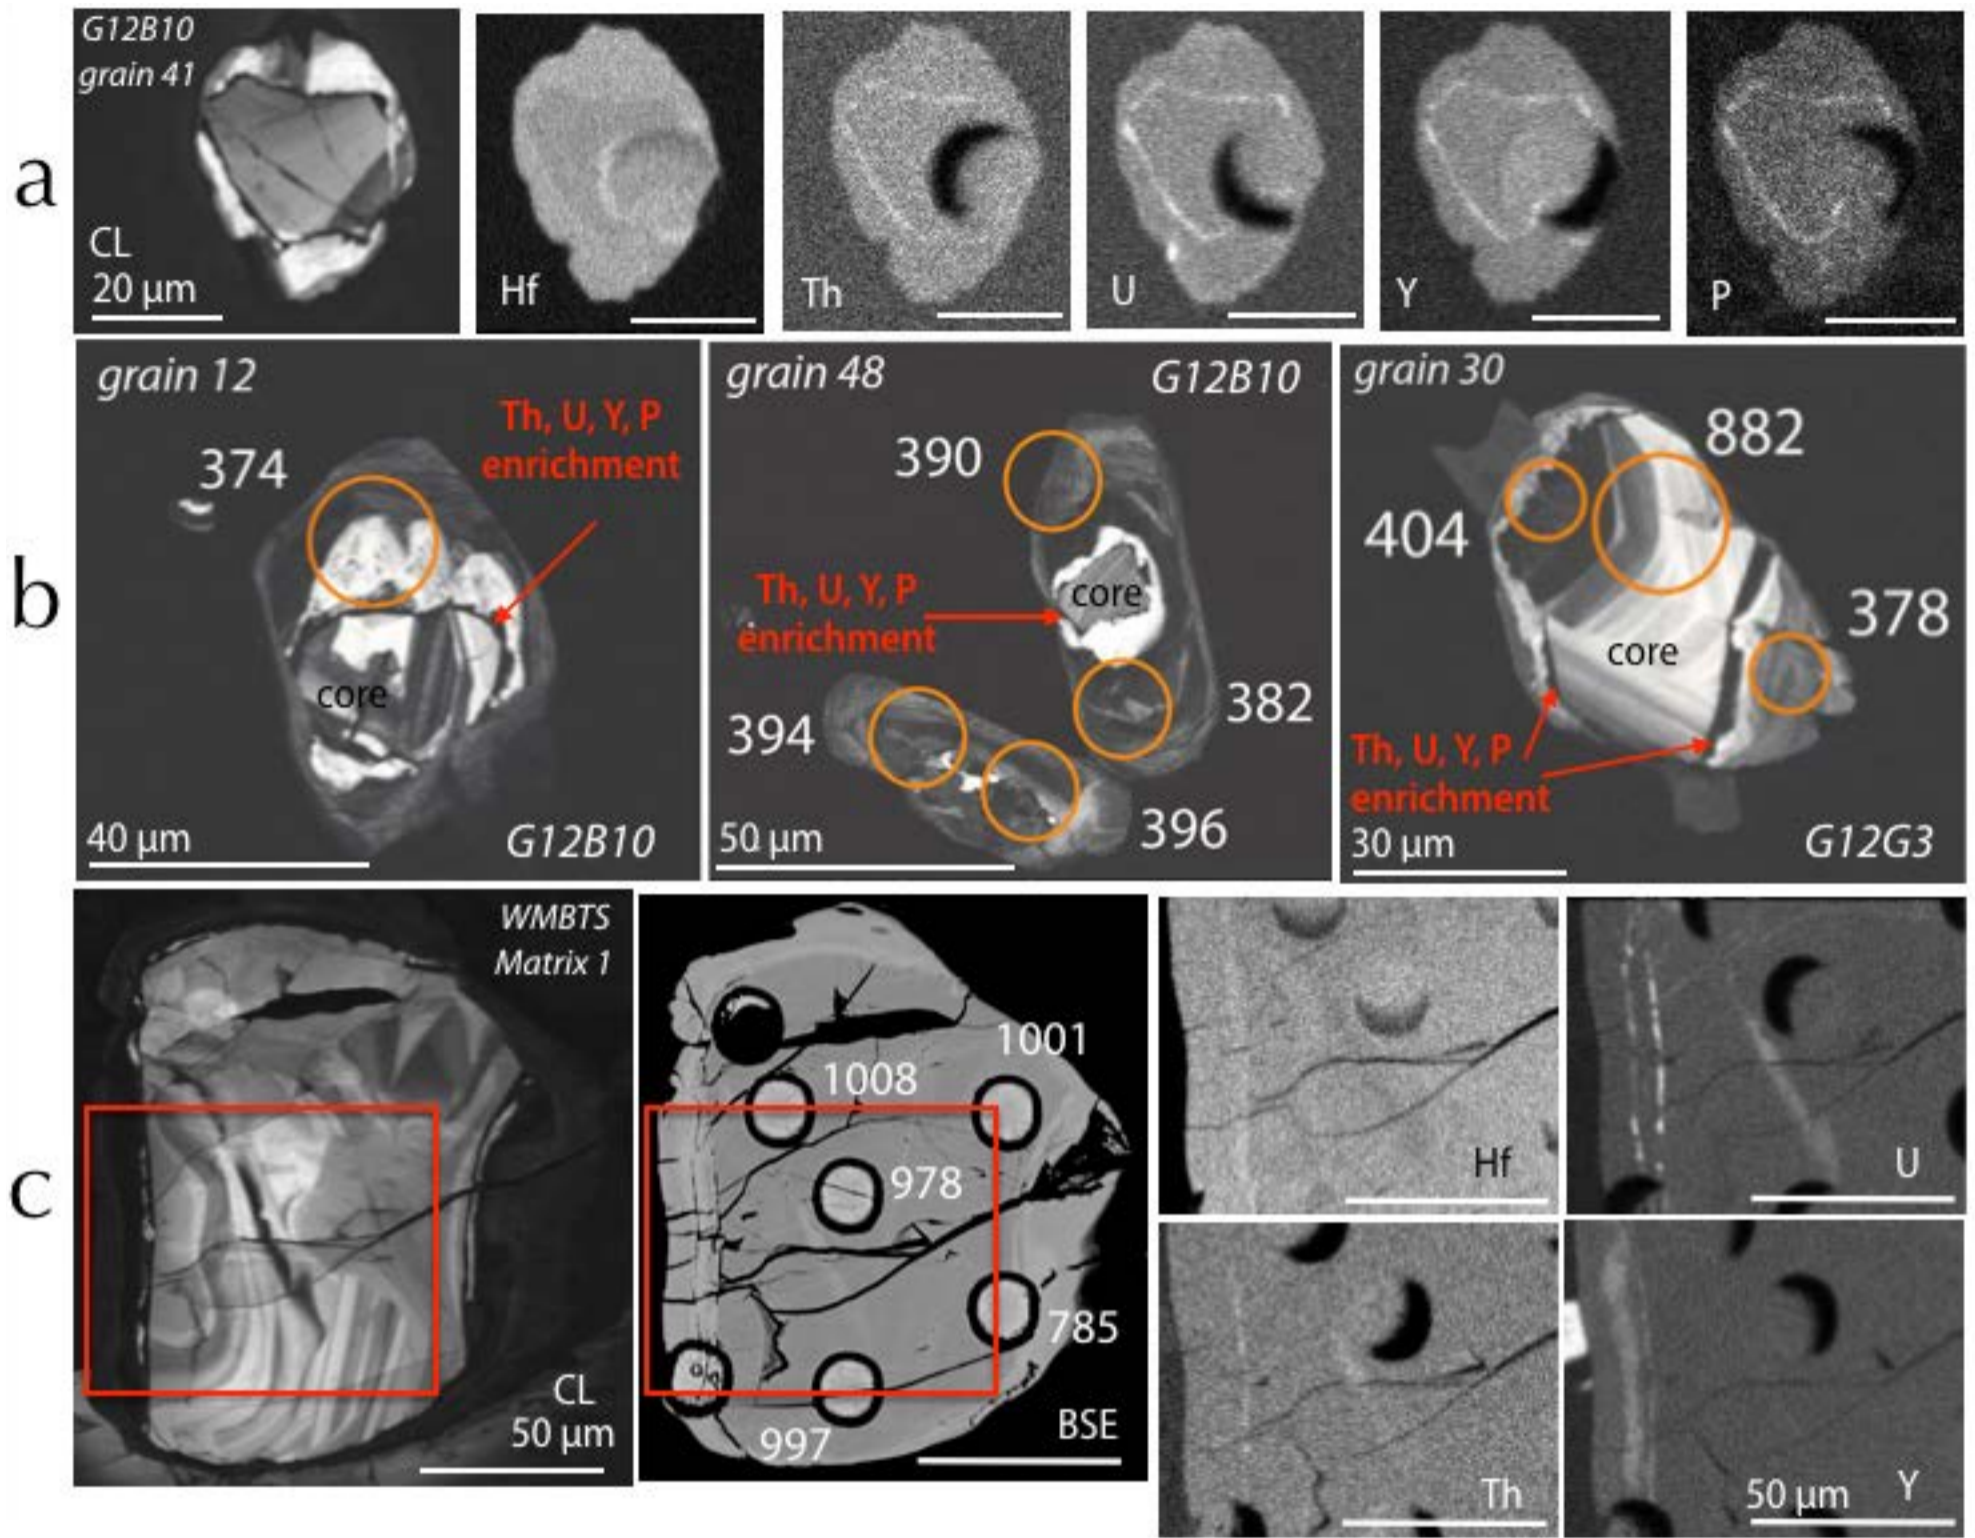 a
G12B10
grain 41
CL
20 µm
Hf
Th
U
Y
P
b
grain 12
374
Th, U, Y, P
enrichment
core
40 µm
G12B10
grain 48
G12B10
390
Th, U, Y, P
enrichment
core
394
382
396
50 µm
grain 30
882
404
378
core
Th, U, Y, P
enrichment
30 µm
G12G3
c
WMBTS
Matrix 1
CL
50 µm
1001
1008
978
785
997
BSE
Hf
U
Th
50 µm
Y